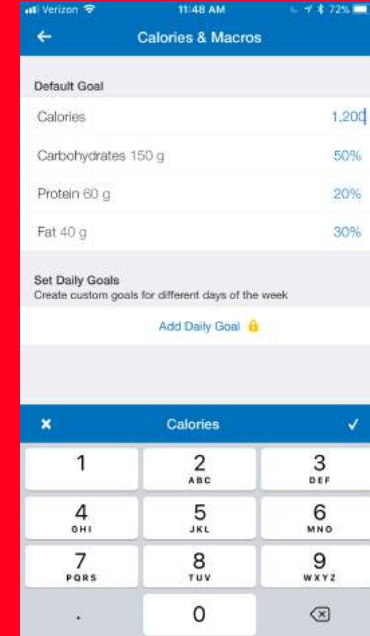 Verizon 11:48 AM 72%
Calories & Macros
Default Goal
Calories 1,200
Carbohydrates 150 g 50%
Protein 60 g 20%
Fat 40 g 30%
Set Daily Goals
Create custom goals for different days of the week
Add Daily Goal
Calories
1 2 3
ABC DEF
4 5 6
GHI JKL MNO
7 8 9
PQRS TUV WXYZ
. 0